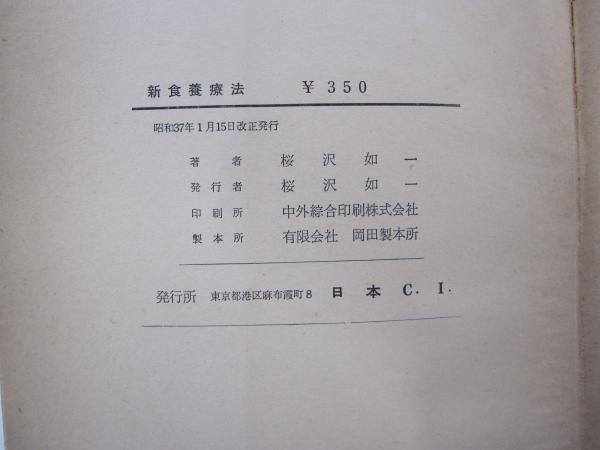 新食養療法 ¥350
昭和37年1月15日改正発行
著者 桜沢如一
発行者 桜沢如一
印刷所 中外綜合印刷株式会社
製本所 有限会社 岡田製本所
発行所 東京都港区麻布霞町8 日本C.I.